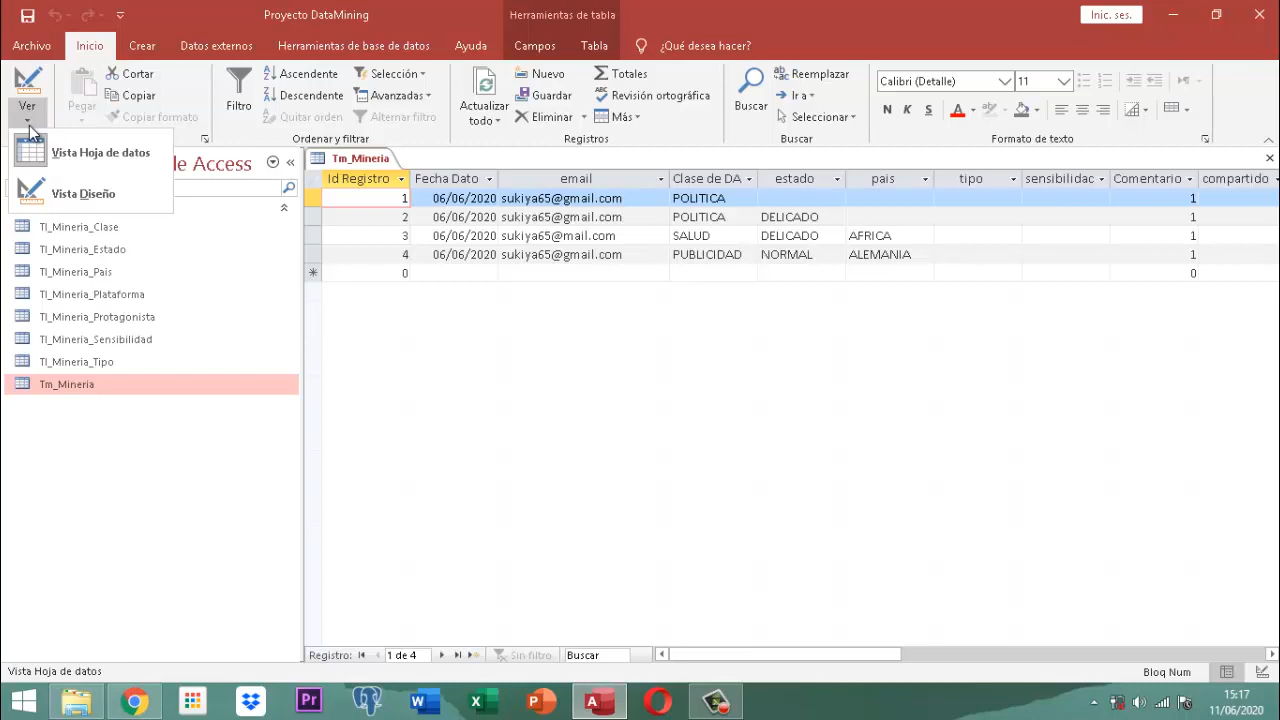 Proyecto DataMining
Herramientas de tabla
Inic. ses.
Archivo Inicio Crear Datos externos Herramientas de base de datos Ayuda Campos Tabla ¿Qué desea hacer?
Ver
Pegar
Cortar
Copiar
Copiar formato
Filtro
Ascendente
Descendente
Quitar orden
Selección
Avanzadas
Alternar filtro
Ordenar y filtrar
Actualizar
todo
Nuevo
Guardar
Eliminar
Totales
Revisión ortográfica
Más
Registros
Buscar
Reemplazar
Ir a
Seleccionar
Buscar
Calibri (Detalle) 11
N K S
Formato de texto
Vista Hoja de datos
Vista Diseño
de Access
Tl_Mineria_Clase
Tl_Mineria_Estado
Tl_Mineria_Pais
Tl_Mineria_Plataforma
Tl_Mineria_Protagonista
Tl_Mineria_Sensibilidad
Tl_Mineria_Tipo
Tm_Mineria
Tm_Mineria
Id Registro Fecha Dato email Clase de DA estado pais tipo sensibilidac Comentario compartido
1 06/06/2020 sukiya65@gmail.com POLITICA 1
2 06/06/2020 sukiya65@gmail.com POLITICA DELICADO 1
3 06/06/2020 sukiya65@mail.com SALUD DELICADO AFRICA 1
4 06/06/2020 sukiya65@gmail.com PUBLICIDAD NORMAL ALEMANIA 1
0 0
Registro: 1 de 4 Sin filtro Buscar
Vista Hoja de datos
Bloq Num
15:17
11/06/2020